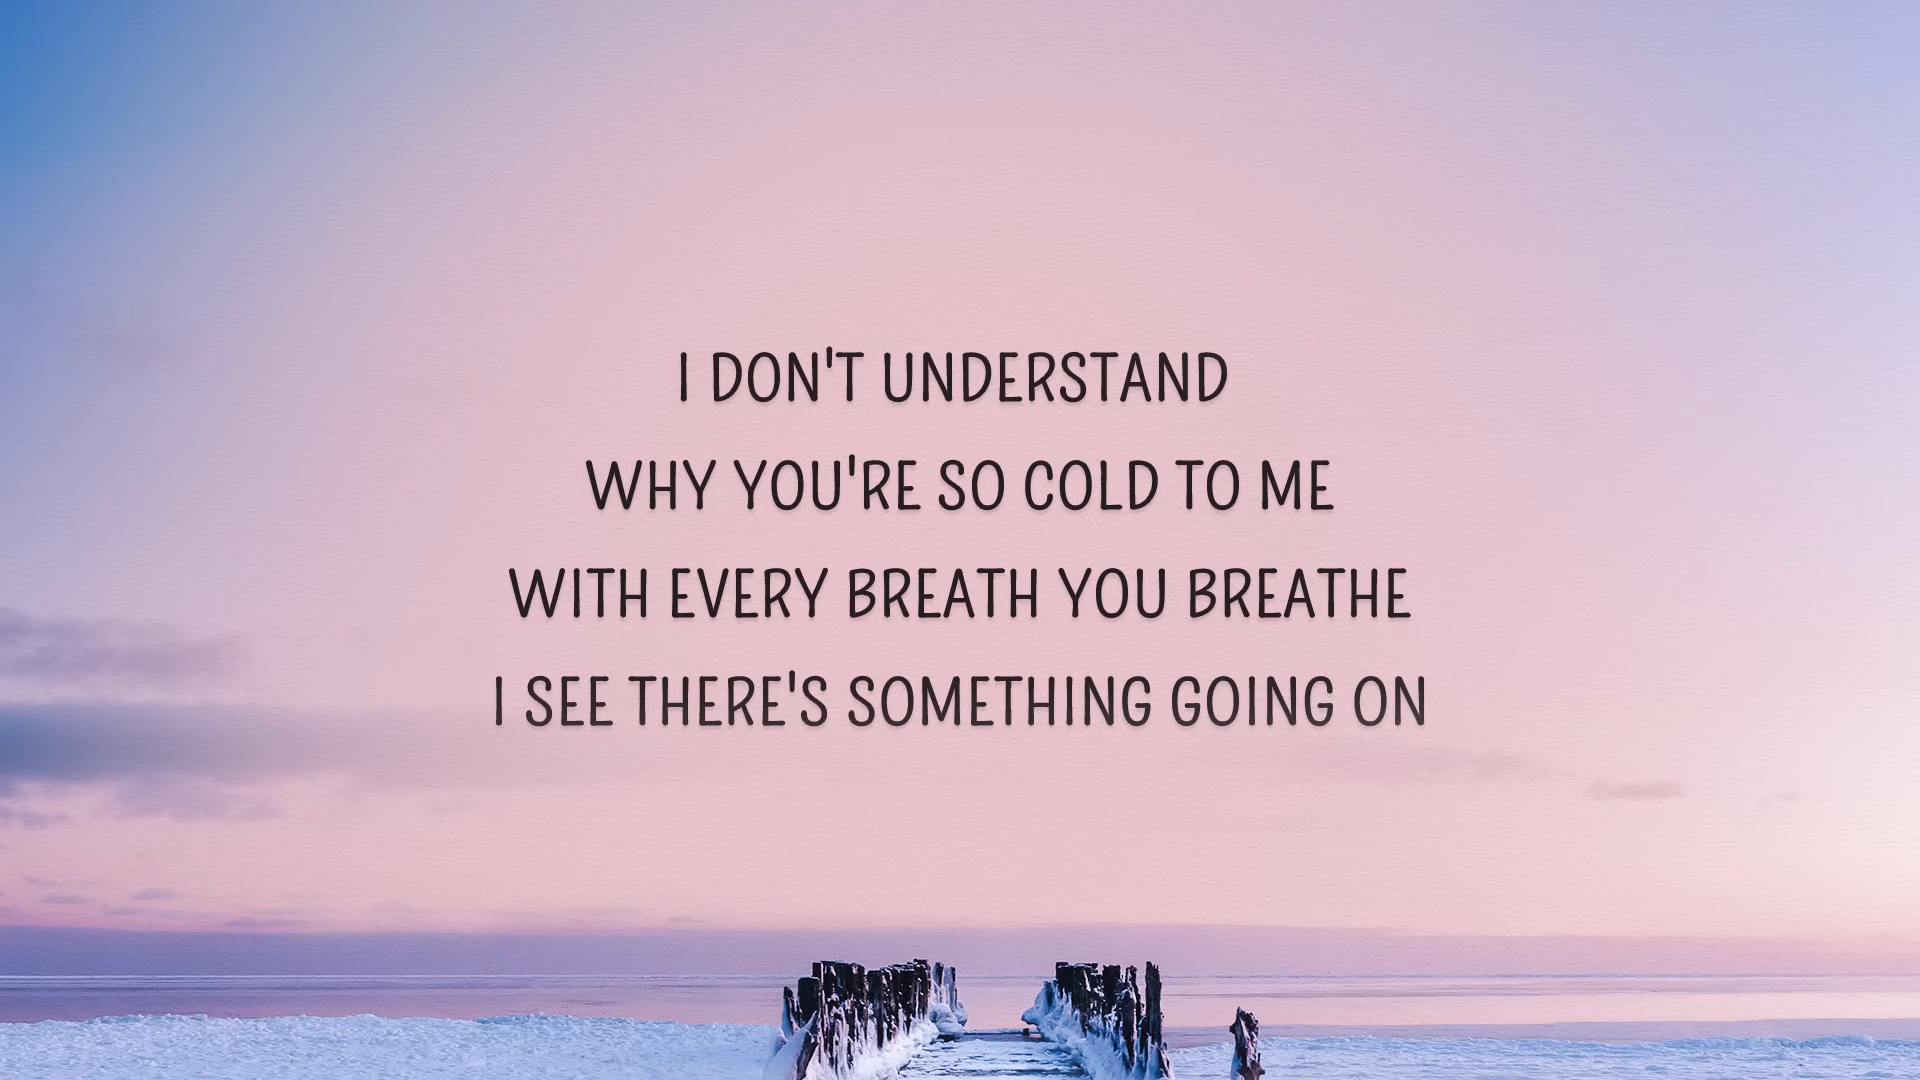 I DON'T UNDERSTAND
WHY YOU'RE SO COLD TO ME
WITH EVERY BREATH YOU BREATHE
I SEE THERE'S SOMETHING GOING ON